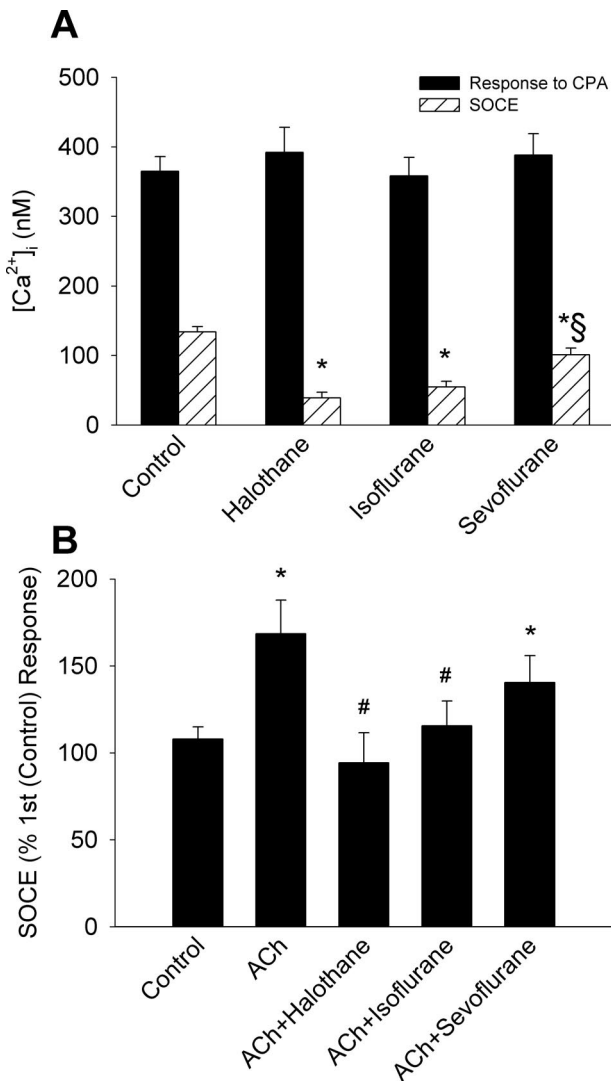 A
500
400
300
200
100
0
[Ca²⁺]ᵢ (nM)
Response to CPA
SOCE
*
*
*§
Control
Halothane
Isoflurane
Sevoflurane
B
200
150
100
50
0
SOCE (% 1st (Control) Response)
*
#
#
*
Control
ACh
ACh+Halothane
ACh+Isoflurane
ACh+Sevoflurane